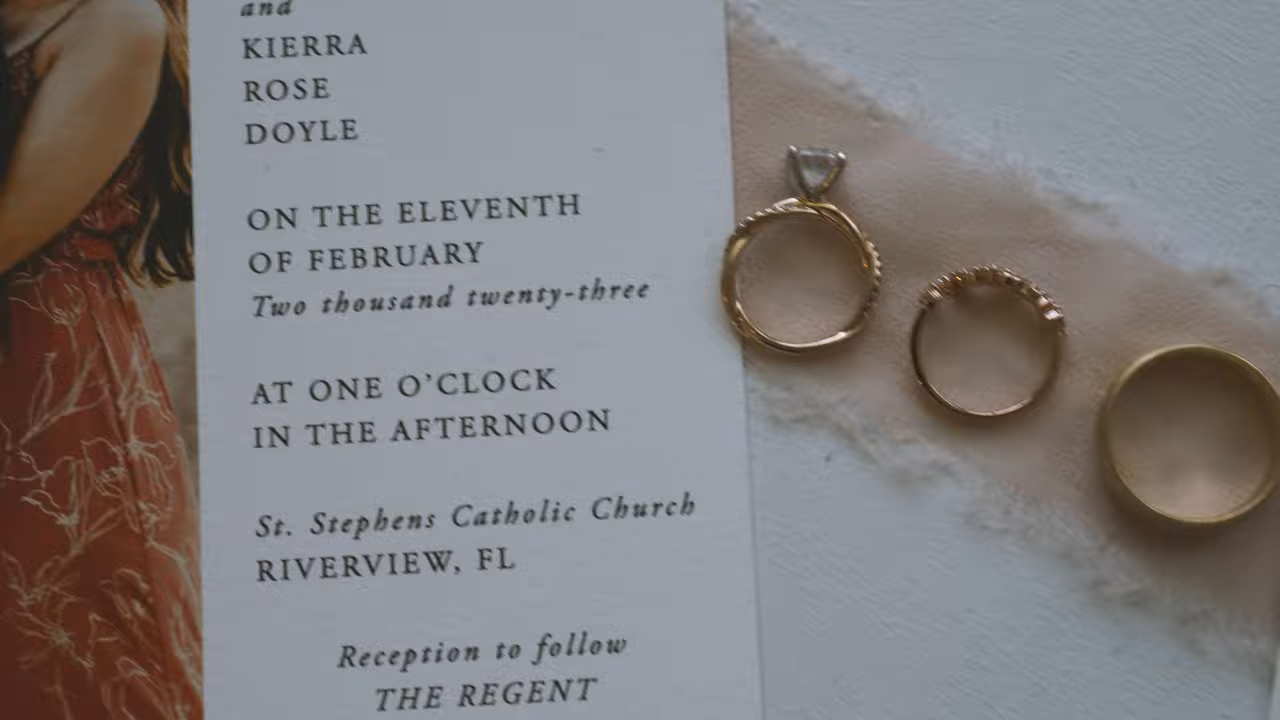 and
KIERRA
ROSE
DOYLE
ON THE ELEVENTH
OF FEBRUARY
Two thousand twenty-three
AT ONE O'CLOCK
IN THE AFTERNOON
St. Stephens Catholic Church
RIVERVIEW, FL
Reception to follow
THE REGENT